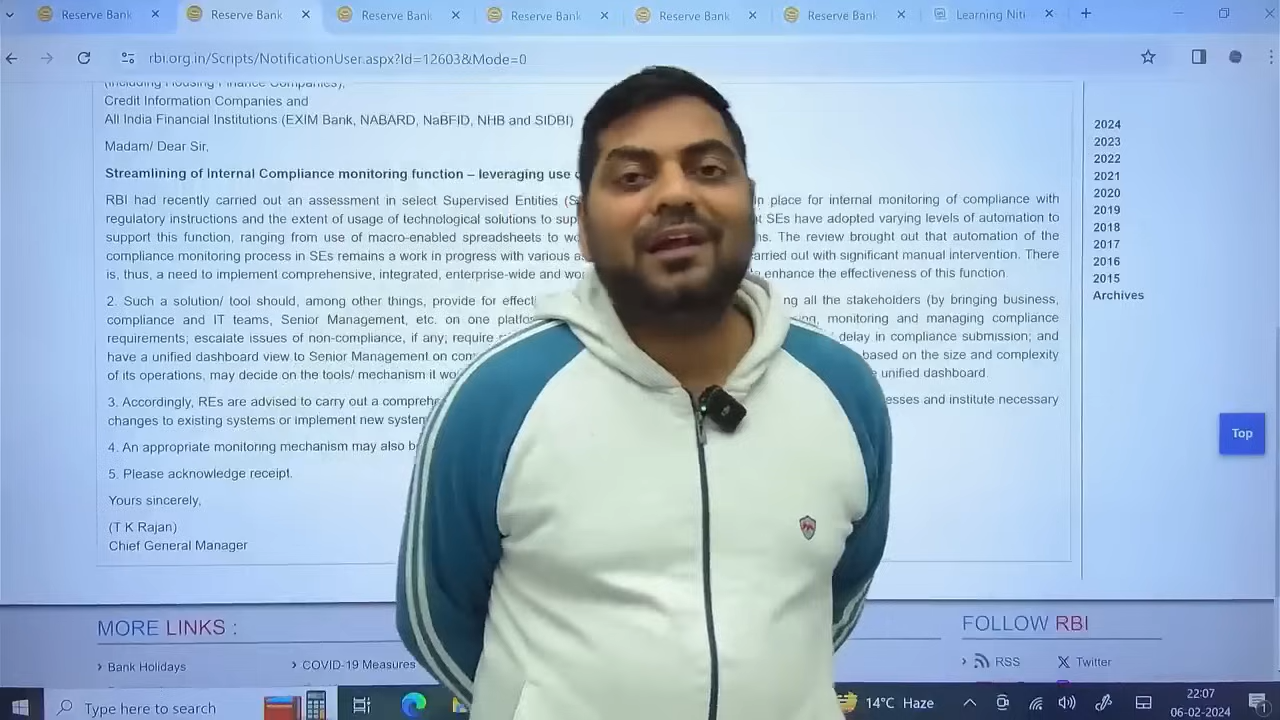 Reserve Bank
Reserve Bank
Reserve Bank
Reserve Bank
Reserve Bank
Reserve Bank
Learning Niti
rbi.org.in/Scripts/NotificationUser.aspx?Id=12603&Mode=0
(including Housing Finance Companies),
Credit Information Companies and
All India Financial Institutions (EXIM Bank, NABARD, NaBFID, NHB and SIDBI)
Madam/ Dear Sir,
Streamlining of Internal Compliance monitoring function – leveraging use
RBI had recently carried out an assessment in select Supervised Entities in place for internal monitoring of compliance with
regulatory instructions and the extent of usage of technological solutions to SEs have adopted varying levels of automation to
support this function, ranging from use of macro-enabled spreadsheets to The review brought out that automation of the
compliance monitoring process in SEs remains a work in progress with various carried out with significant manual intervention. There
is, thus, a need to implement comprehensive, integrated, enterprise-wide and enhance the effectiveness of this function.
2. Such a solution/ tool should, among other things, provide for all the stakeholders (by bringing business,
compliance and IT teams, Senior Management, etc. on one monitoring and managing compliance
requirements; escalate issues of non-compliance, if any; require delay in compliance submission; and
have a unified dashboard view to Senior Management on based on the size and complexity
of its operations, may decide on the tools/ mechanism it unified dashboard.
3. Accordingly, REs are advised to carry out a and institute necessary
changes to existing systems or implement new
4. An appropriate monitoring mechanism may also
5. Please acknowledge receipt.
Yours sincerely,
(T K Rajan)
Chief General Manager
2024
2023
2022
2021
2020
2019
2018
2017
2016
2015
Archives
Top
MORE LINKS :
FOLLOW RBI
› Bank Holidays
› COVID-19 Measures
› RSS
Twitter
Type here to search
14°C Haze
22:07
06-02-2024
1